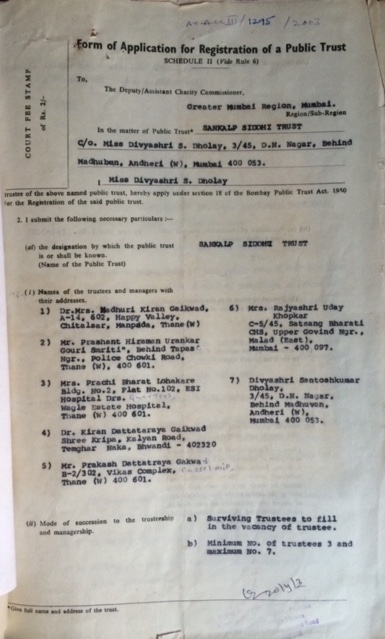 /1295 /2003
Form of Application for Registration of a Public Trust
SCHEDULE II (Vide Rule 6)
COURT FEE STAMP
of Rs. 2/-
To,
The Deputy/Assistant Charity Commissioner,
Greater Mumbai Region, Mumbai.
Region/Sub-Region
In the matter of Public Trust* SANKALP SIDDHI TRUST
C/o. Miss Divyashri S. Dholay, 3/45, D.N. Nagar, Behind
Madhuban, Andheri (W), Mumbai 400 053.
I Miss Divyashri S. Dholay
trustee of the above named public trust, hereby apply under section 18 of the Bombay Public Trust Act. 1950
for the Registration of the said public trust.
2. I submit the following necessary particulars :—
(a) the designation by which the public trust SANKALP SIDDHI TRUST
is or shall be known.
(Name of the Public Trust)
(i) Names of the trustees and managers with
their addresses.
1) Dr.Mrs. Madhuri Kiran Gaikwad,
A-14, 602, Happy Valley,
Chitalsar, Manpada, Thane(W)
2) Mr. Prashant Hiraman Urankar
Gouri Smriti", Behind Tapas
Ngr., Police Chowki Road,
Thane (W), 400 601.
3) Mrs. Prachi Bharat Lohakare
Bldg. No.2, Flat No.102, ESI
Hospital Drs.
Wagle Estate Hospital,
Thane (W) 400 601.
4) Dr. Kiran Dattataraya Gaikwad
Shree Kripa, Kalyan Road,
Temghar Naka, Bhwandi - 402320
5) Mr. Prakash Dattatraya Gakwad
B-2/302, Vikas Complex,
Thane (W) 400 601.
6) Mrs. Rajyashri Uday
Khopkar
C-5/45, Satsang Bharati
CHS, Upper Govind Ngr.,
Malad (East),
Mumbai - 400 097.
7) Divyashri Santoshkumar
Dholay,
3/45, D.N. Nagar,
Behind Madhuvan,
Andheri (W),
Mumbai 400 053.
(ii) Mode of succession to the trusteeship
and managership.
a) Surviving Trustees to fill
in the vacancy of trustee.
b) Minimum No. of trustees 3 and
maximum No. 7.
*Give full name and address of the trust.